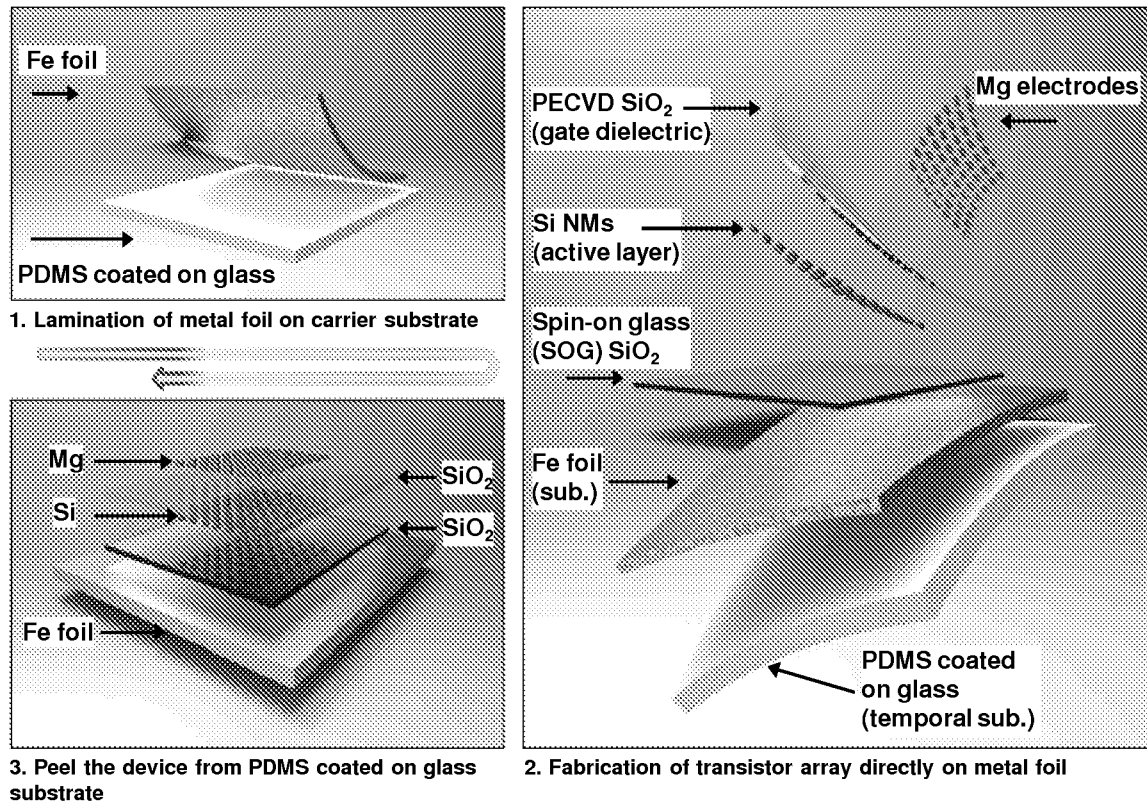 Fe foil
PDMS coated on glass
1. Lamination of metal foil on carrier substrate
PECVD SiO₂
(gate dielectric)
Mg electrodes
Si NMs
(active layer)
Spin-on glass
(SOG) SiO₂
Fe foil
(sub.)
PDMS coated
on glass
(temporal sub.)
2. Fabrication of transistor array directly on metal foil
Mg
SiO₂
Si
SiO₂
Fe foil
3. Peel the device from PDMS coated on glass
substrate